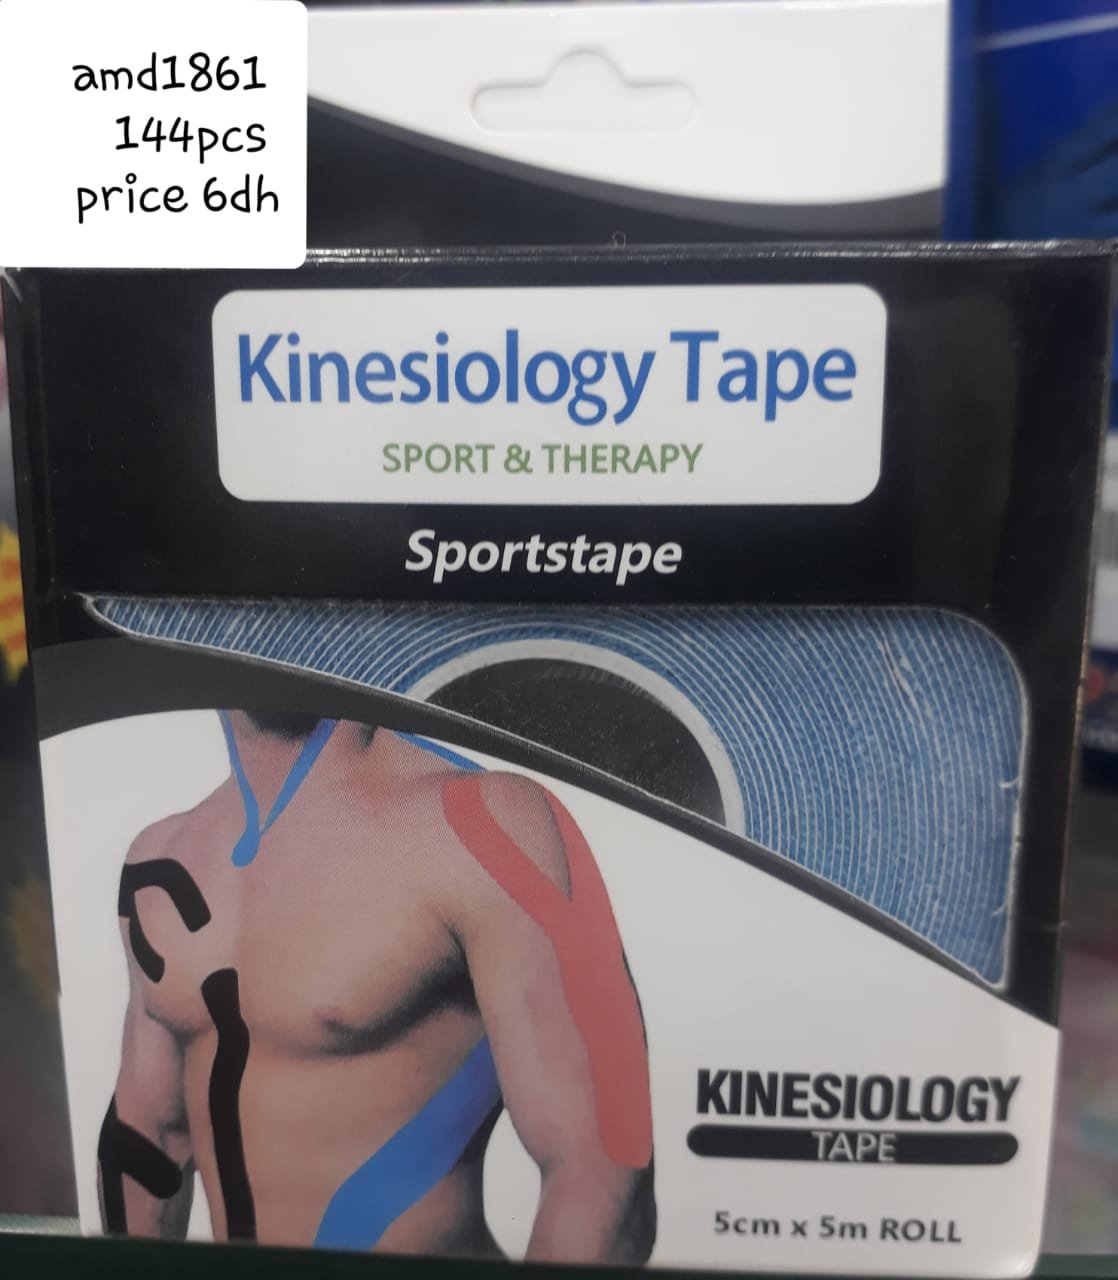 amd1861
144pcs
price 6dh
Kinesiology Tape
SPORT & THERAPY
Sportstape
KINESIOLOGY
TAPE
5cm x 5m ROLL